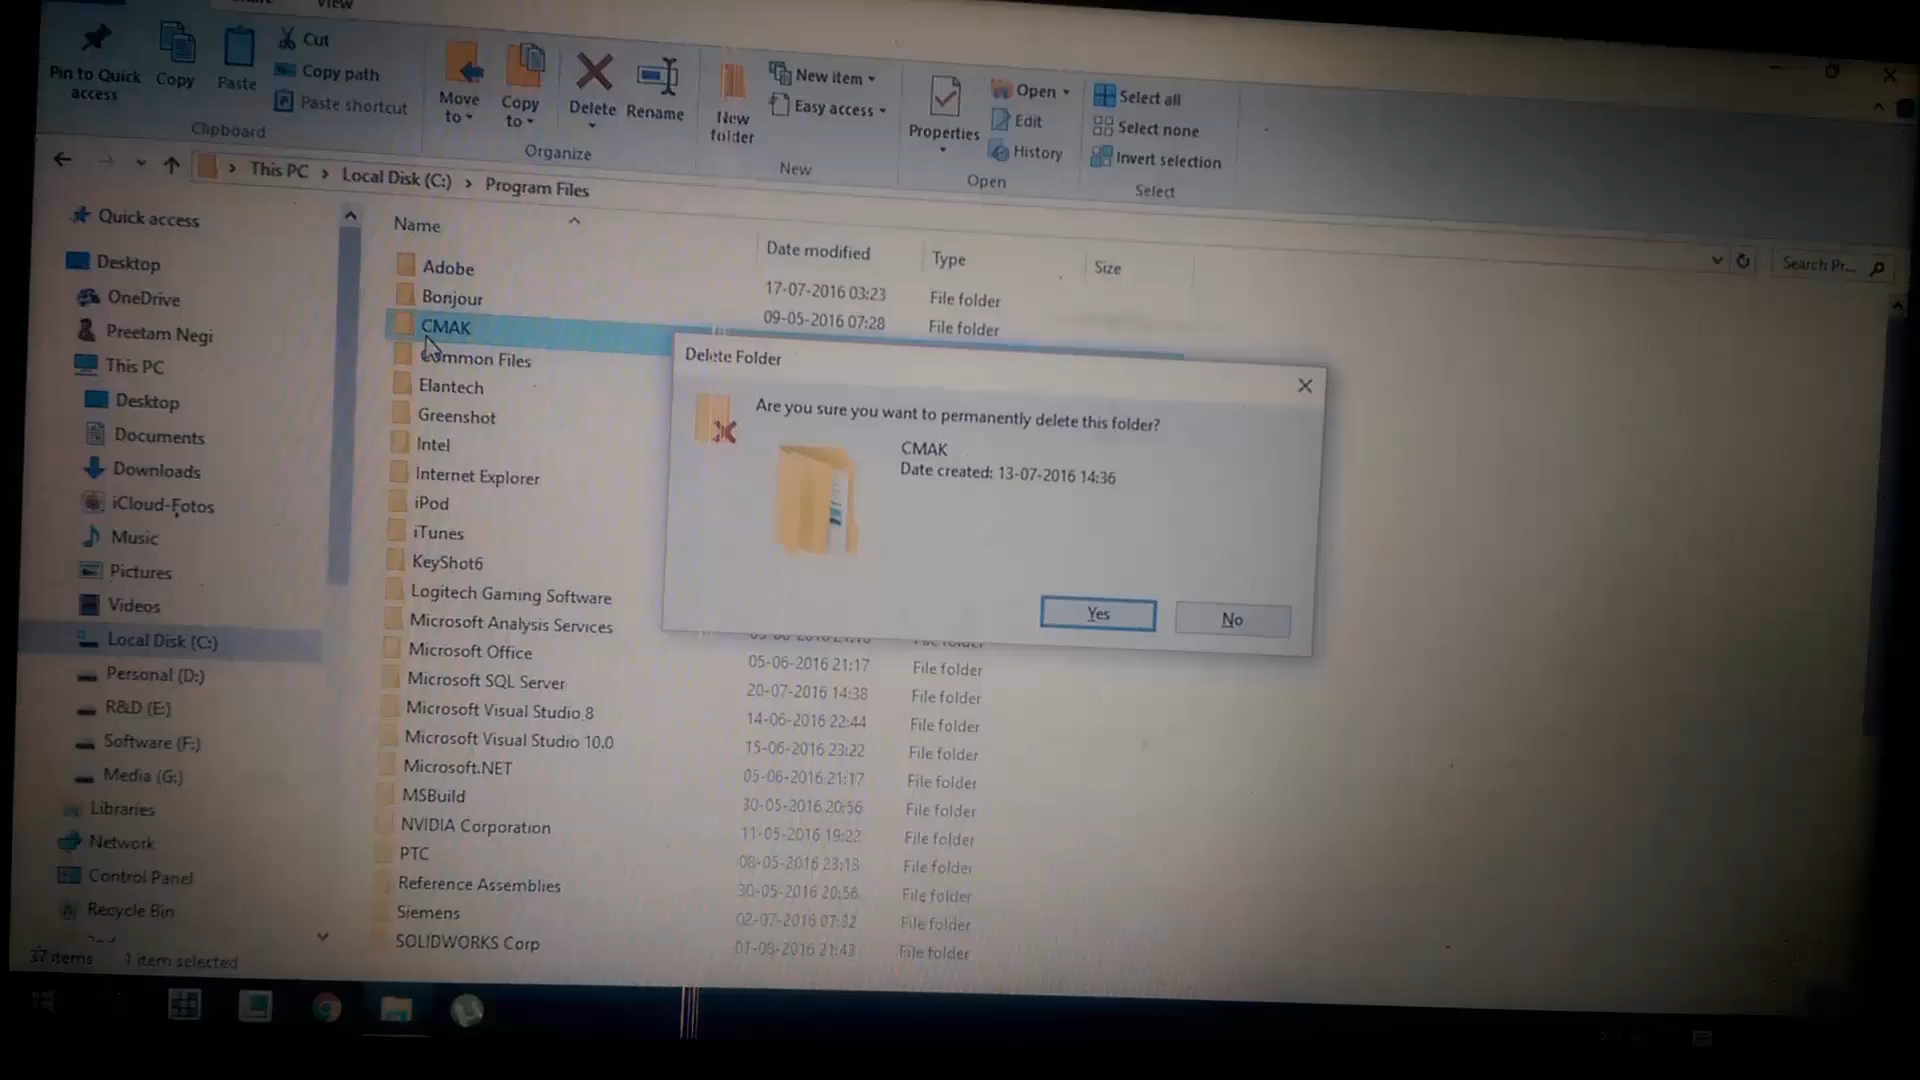 View
Pin to Quick access
Copy
Paste
Cut
Copy path
Paste shortcut
Clipboard
Move to
Copy to
Delete
Rename
Organize
New folder
New item
Easy access
New
Properties
Open
Edit
History
Open
Select all
Select none
Invert selection
Select
This PC > Local Disk (C:) > Program Files
Search Pr...
Quick access
Desktop
OneDrive
Preetam Negi
This PC
Desktop
Documents
Downloads
iCloud-Fotos
Music
Pictures
Videos
Local Disk (C:)
Personal (D:)
R&D (E:)
Software (F:)
Media (G:)
Libraries
Network
Control Panel
Recycle Bin
37 items 1 item selected
Name Date modified Type Size
Adobe 17-07-2016 03:23 File folder
Bonjour 09-05-2016 07:28 File folder
CMAK
Common Files
Elantech
Greenshot
Intel
Internet Explorer
iPod
iTunes
KeyShot6
Logitech Gaming Software
Microsoft Analysis Services
Microsoft Office 05-06-2016 21:17 File folder
Microsoft SQL Server 20-07-2016 14:38 File folder
Microsoft Visual Studio 8 14-06-2016 22:44 File folder
Microsoft Visual Studio 10.0 15-06-2016 23:22 File folder
Microsoft.NET 05-06-2016 21:17 File folder
MSBuild 30-05-2016 20:56 File folder
NVIDIA Corporation 11-05-2016 19:22 File folder
PTC 08-05-2016 23:13 File folder
Reference Assemblies 30-05-2016 20:56 File folder
Siemens 02-07-2016 07:32 File folder
SOLIDWORKS Corp 01-08-2016 21:43 File folder
Delete Folder
Are you sure you want to permanently delete this folder?
CMAK
Date created: 13-07-2016 14:36
Yes
No